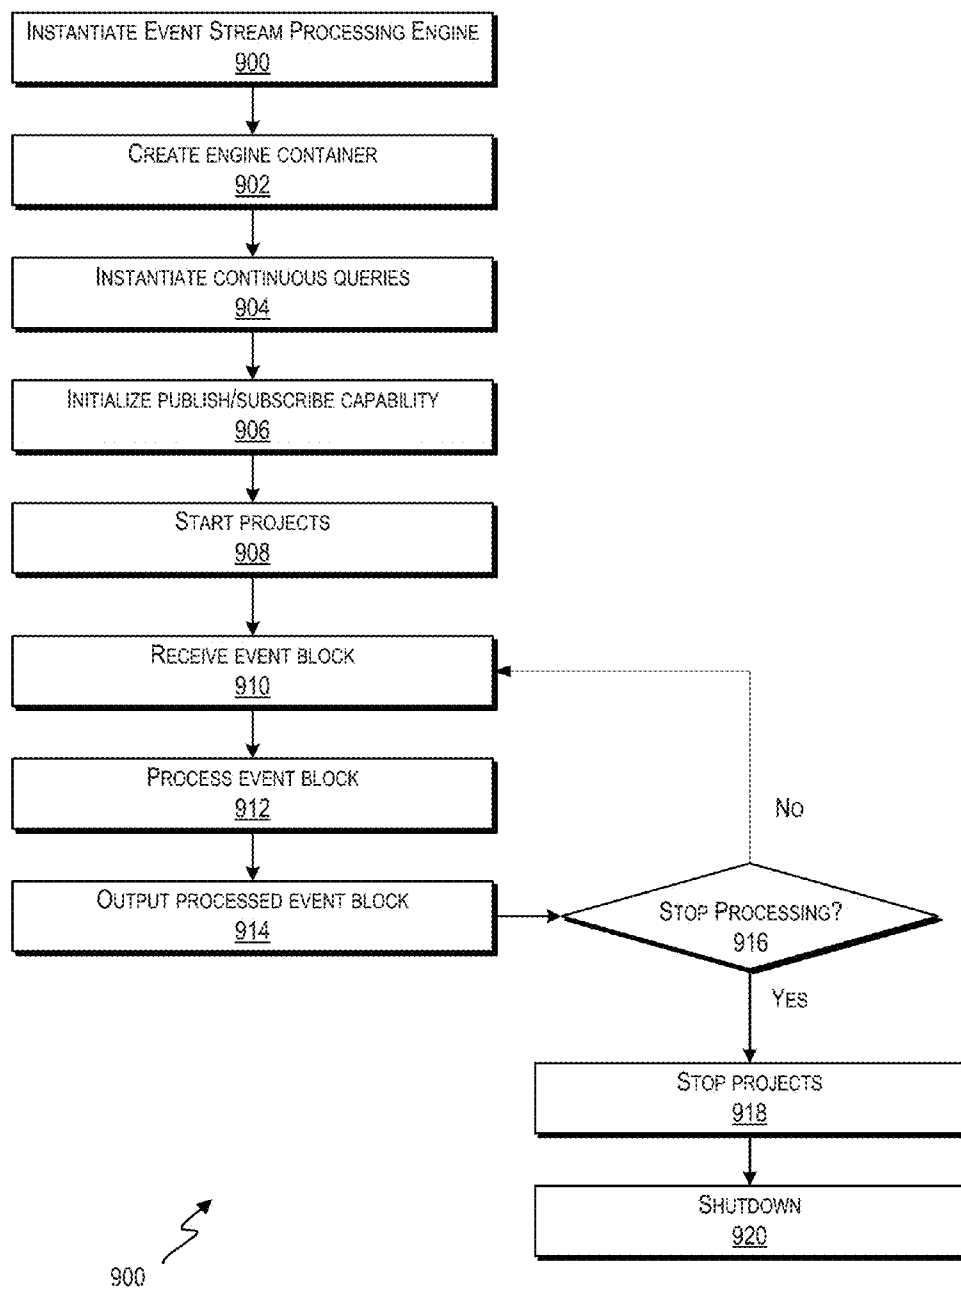 INSTANTIATE EVENT STREAM PROCESSING ENGINE
900
CREATE ENGINE CONTAINER
902
INSTANTIATE CONTINUOUS QUERIES
904
INITIALIZE PUBLISH/SUBSCRIBE CAPABILITY
906
START PROJECTS
908
RECEIVE EVENT BLOCK
910
PROCESS EVENT BLOCK
912
NO
OUTPUT PROCESSED EVENT BLOCK
914
STOP PROCESSING?
916
YES
STOP PROJECTS
918
SHUTDOWN
920
900